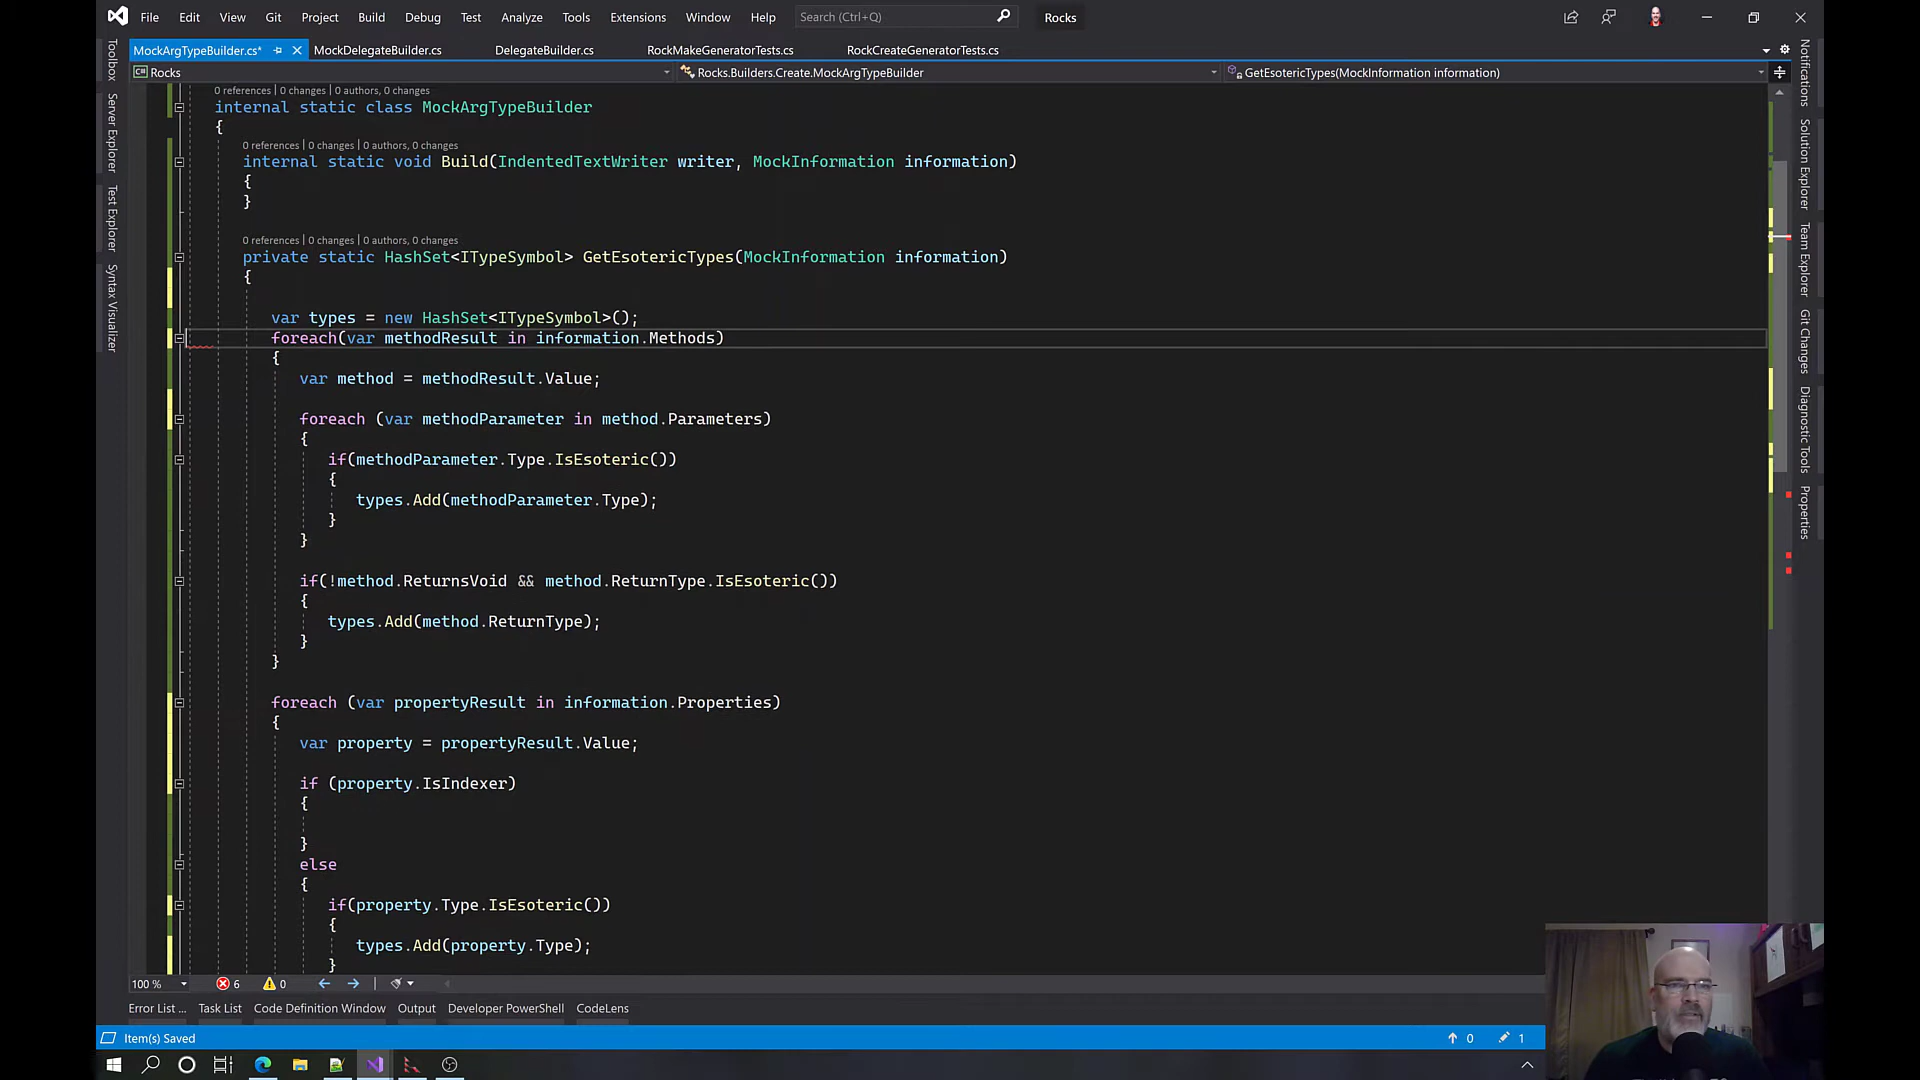 File Edit View Git Project Build Debug Test Analyze Tools Extensions Window Help Search (Ctrl+Q) Rocks
MockArgTypeBuilder.cs* MockDelegateBuilder.cs DelegateBuilder.cs RockMakeGeneratorTests.cs RockCreateGeneratorTests.cs
C# Rocks Rocks.Builders.Create.MockArgTypeBuilder GetEsotericTypes(MockInformation information)
Toolbox
Server Explorer
Test Explorer
Syntax Visualizer
0 references | 0 changes | 0 authors, 0 changes
internal static class MockArgTypeBuilder
{
0 references | 0 changes | 0 authors, 0 changes
internal static void Build(IndentedTextWriter writer, MockInformation information)
{
}
0 references | 0 changes | 0 authors, 0 changes
private static HashSet<ITypeSymbol> GetEsotericTypes(MockInformation information)
{
var types = new HashSet<ITypeSymbol>();
foreach(var methodResult in information.Methods)
{
var method = methodResult.Value;
foreach (var methodParameter in method.Parameters)
{
if(methodParameter.Type.IsEsoteric())
{
types.Add(methodParameter.Type);
}
}
if(!method.ReturnsVoid && method.ReturnType.IsEsoteric())
{
types.Add(method.ReturnType);
}
}
foreach (var propertyResult in information.Properties)
{
var property = propertyResult.Value;
if (property.IsIndexer)
{
}
else
{
if(property.Type.IsEsoteric())
{
types.Add(property.Type);
}
Notifications
Solution Explorer
Team Explorer
Git Changes
Diagnostic Tools
Properties
100 % 6 0
Error List ... Task List Code Definition Window Output Developer PowerShell CodeLens
Item(s) Saved 0 1